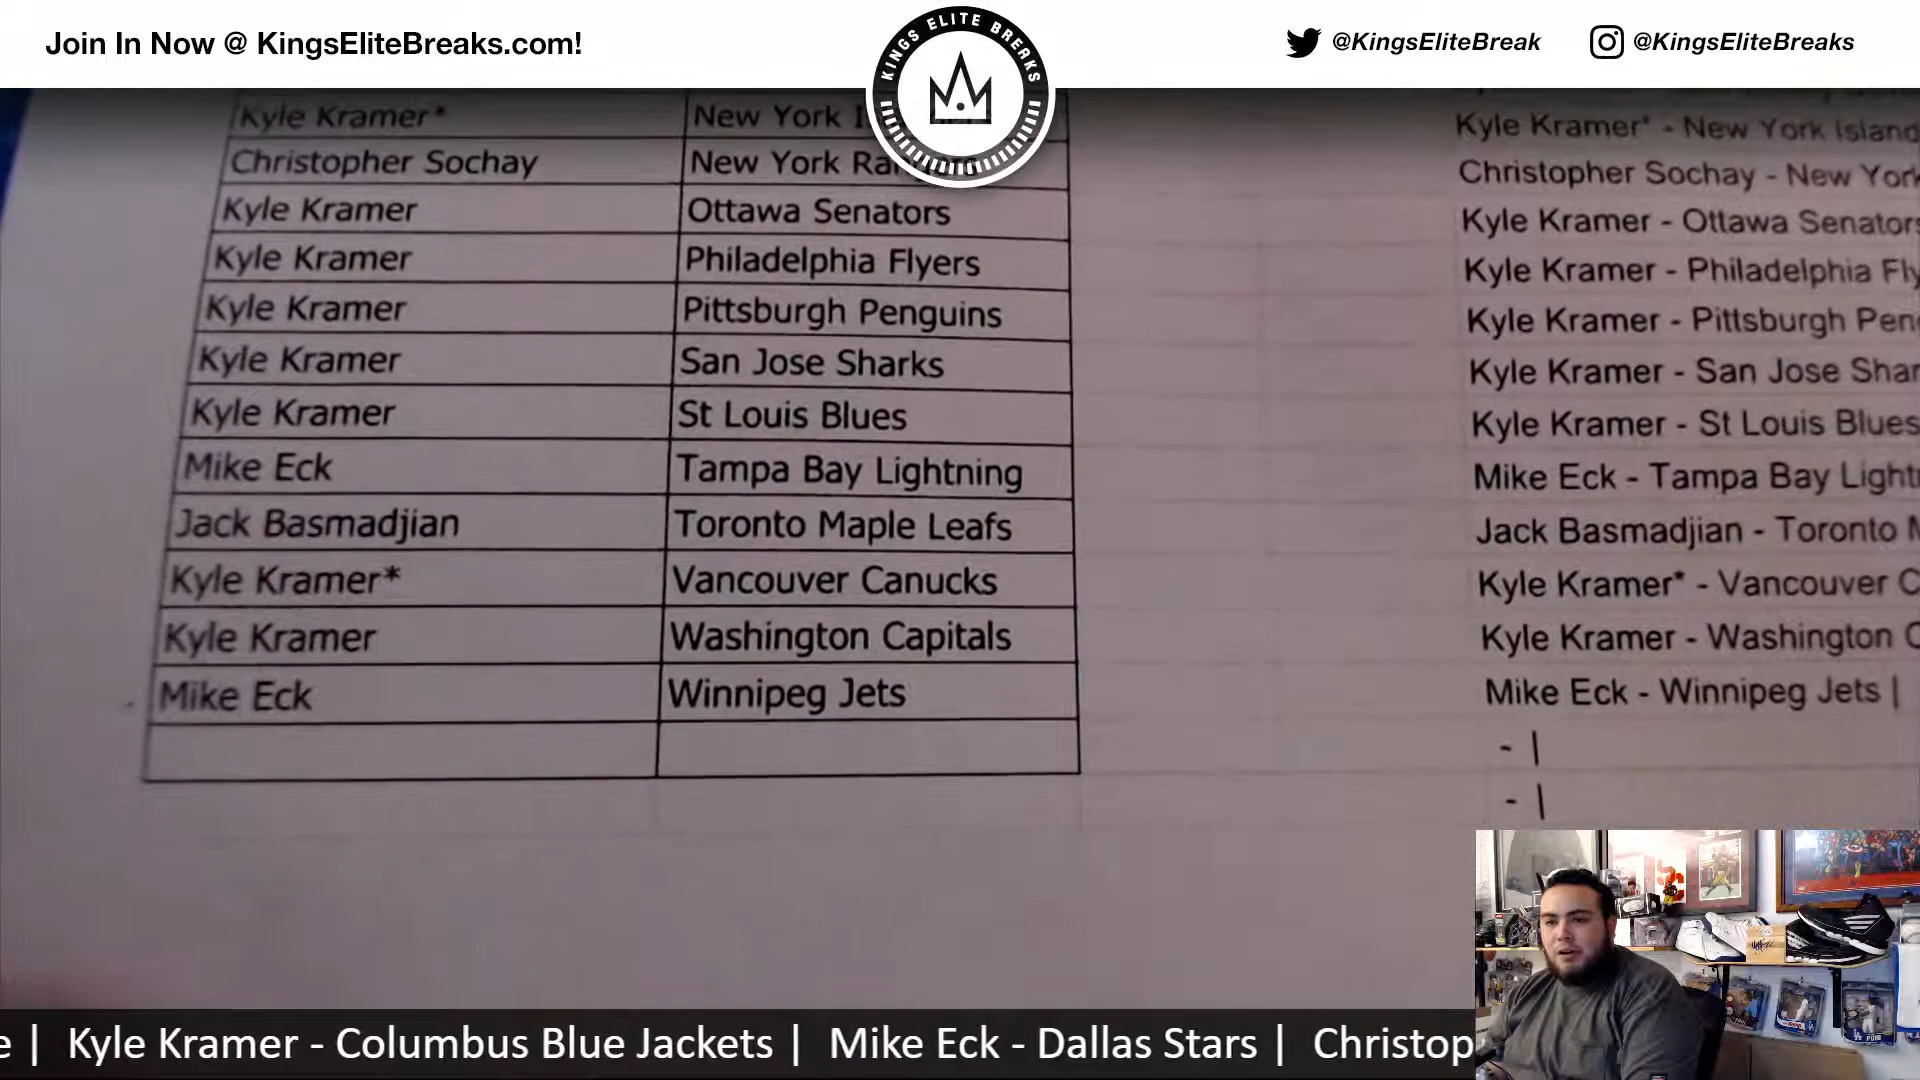 Join In Now @ KingsEliteBreaks.com!
KINGS ELITE BREAKS
@KingsEliteBreak
@KingsEliteBreaks
Kyle Kramer* New York
Christopher Sochay New York Rangers
Kyle Kramer Ottawa Senators
Kyle Kramer Philadelphia Flyers
Kyle Kramer Pittsburgh Penguins
Kyle Kramer San Jose Sharks
Kyle Kramer St Louis Blues
Mike Eck Tampa Bay Lightning
Jack Basmadjian Toronto Maple Leafs
Kyle Kramer* Vancouver Canucks
Kyle Kramer Washington Capitals
Mike Eck Winnipeg Jets
Kyle Kramer* - New York Island
Christopher Sochay - New York
Kyle Kramer - Ottawa Senators
Kyle Kramer - Philadelphia Fly
Kyle Kramer - Pittsburgh Pen
Kyle Kramer - San Jose Shar
Kyle Kramer - St Louis Blues
Mike Eck - Tampa Bay Light
Jack Basmadjian - Toronto M
Kyle Kramer* - Vancouver C
Kyle Kramer - Washington C
Mike Eck - Winnipeg Jets |
- |
- |
e | Kyle Kramer - Columbus Blue Jackets | Mike Eck - Dallas Stars | Christop